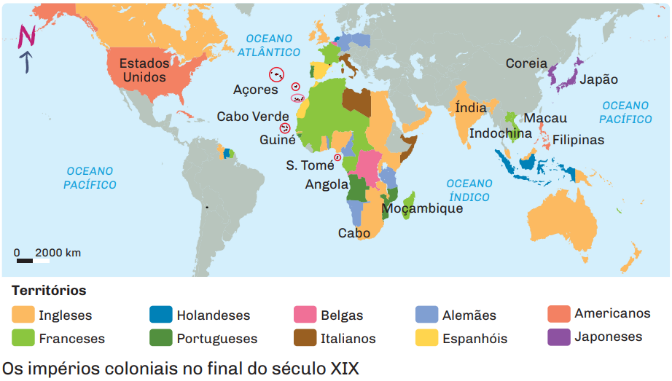 N
OCEANO
ATLÂNTICO
Estados
Unidos
Coreia
Japão
Açores
Índia
OCEANO
PACÍFICO
Cabo Verde
Macau
Guiné
Indochina
Filipinas
S. Tomé
OCEANO
PACÍFICO
Angola
OCEANO
ÍNDICO
Moçambique
Cabo
0 2000 km
Territórios
Ingleses
Holandeses
Belgas
Alemães
Americanos
Franceses
Portugueses
Italianos
Espanhóis
Japoneses
Os impérios coloniais no final do século XIX